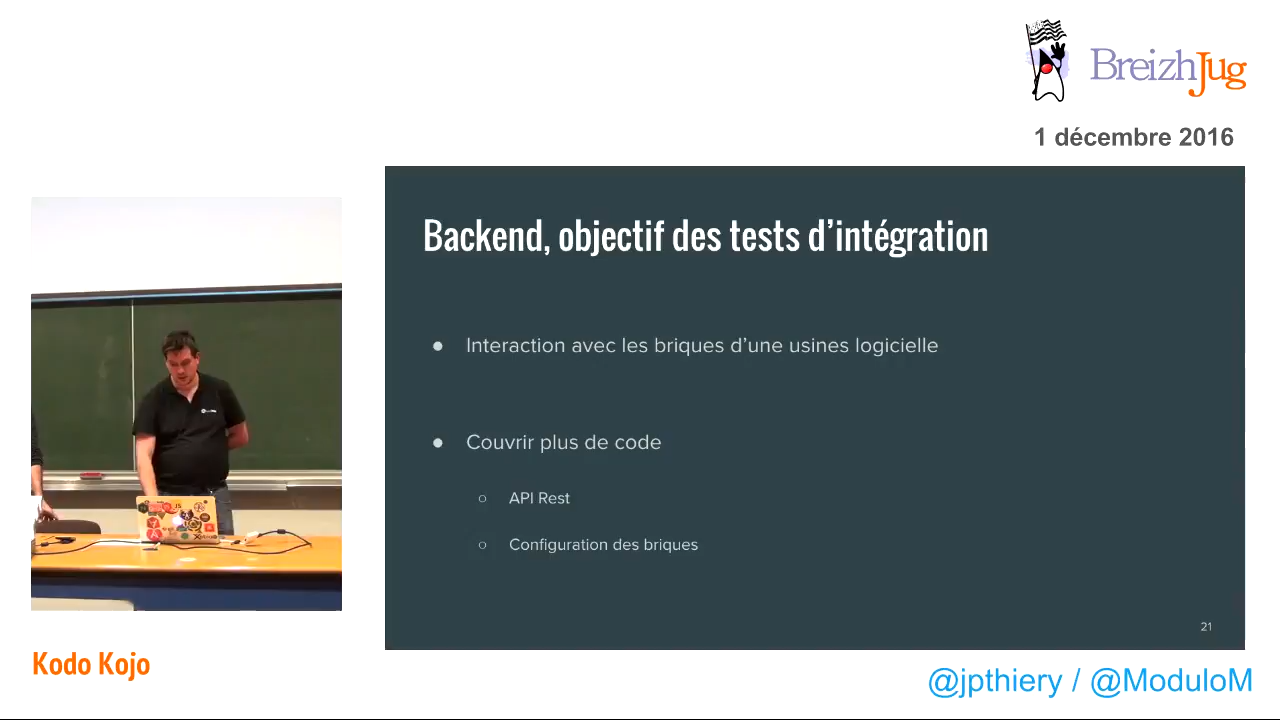 BreizhJug
1 décembre 2016
Backend, objectif des tests d’intégration
● Interaction avec les briques d’une usines logicielle
● Couvrir plus de code
○ API Rest
○ Configuration des briques
21
Kodo Kojo
@jpthiery / @ModuloM